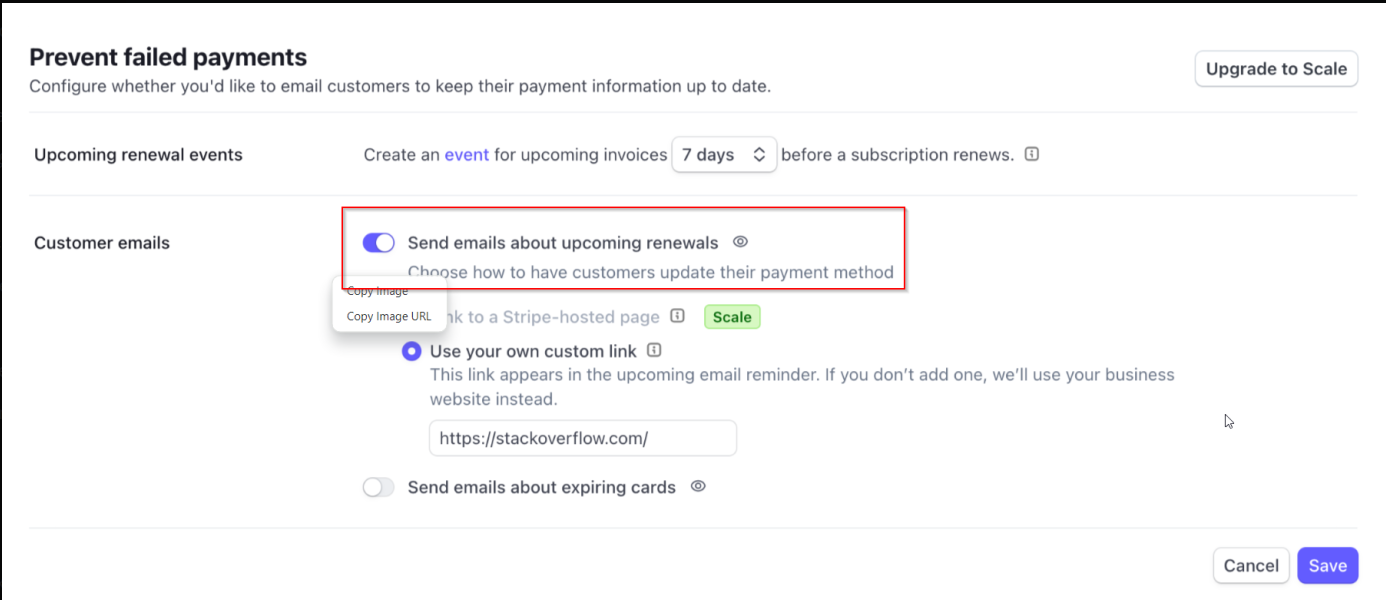 Prevent failed payments
Configure whether you'd like to email customers to keep their payment information up to date.
Upgrade to Scale
Upcoming renewal events
Create an event for upcoming invoices 7 days before a subscription renews.
Customer emails
Send emails about upcoming renewals
Choose how to have customers update their payment method
Copy Image
Copy Image URL
to a Stripe-hosted page
Scale
Use your own custom link
This link appears in the upcoming email reminder. If you don’t add one, we’ll use your business
website instead.
https://stackoverflow.com/
Send emails about expiring cards
Cancel
Save